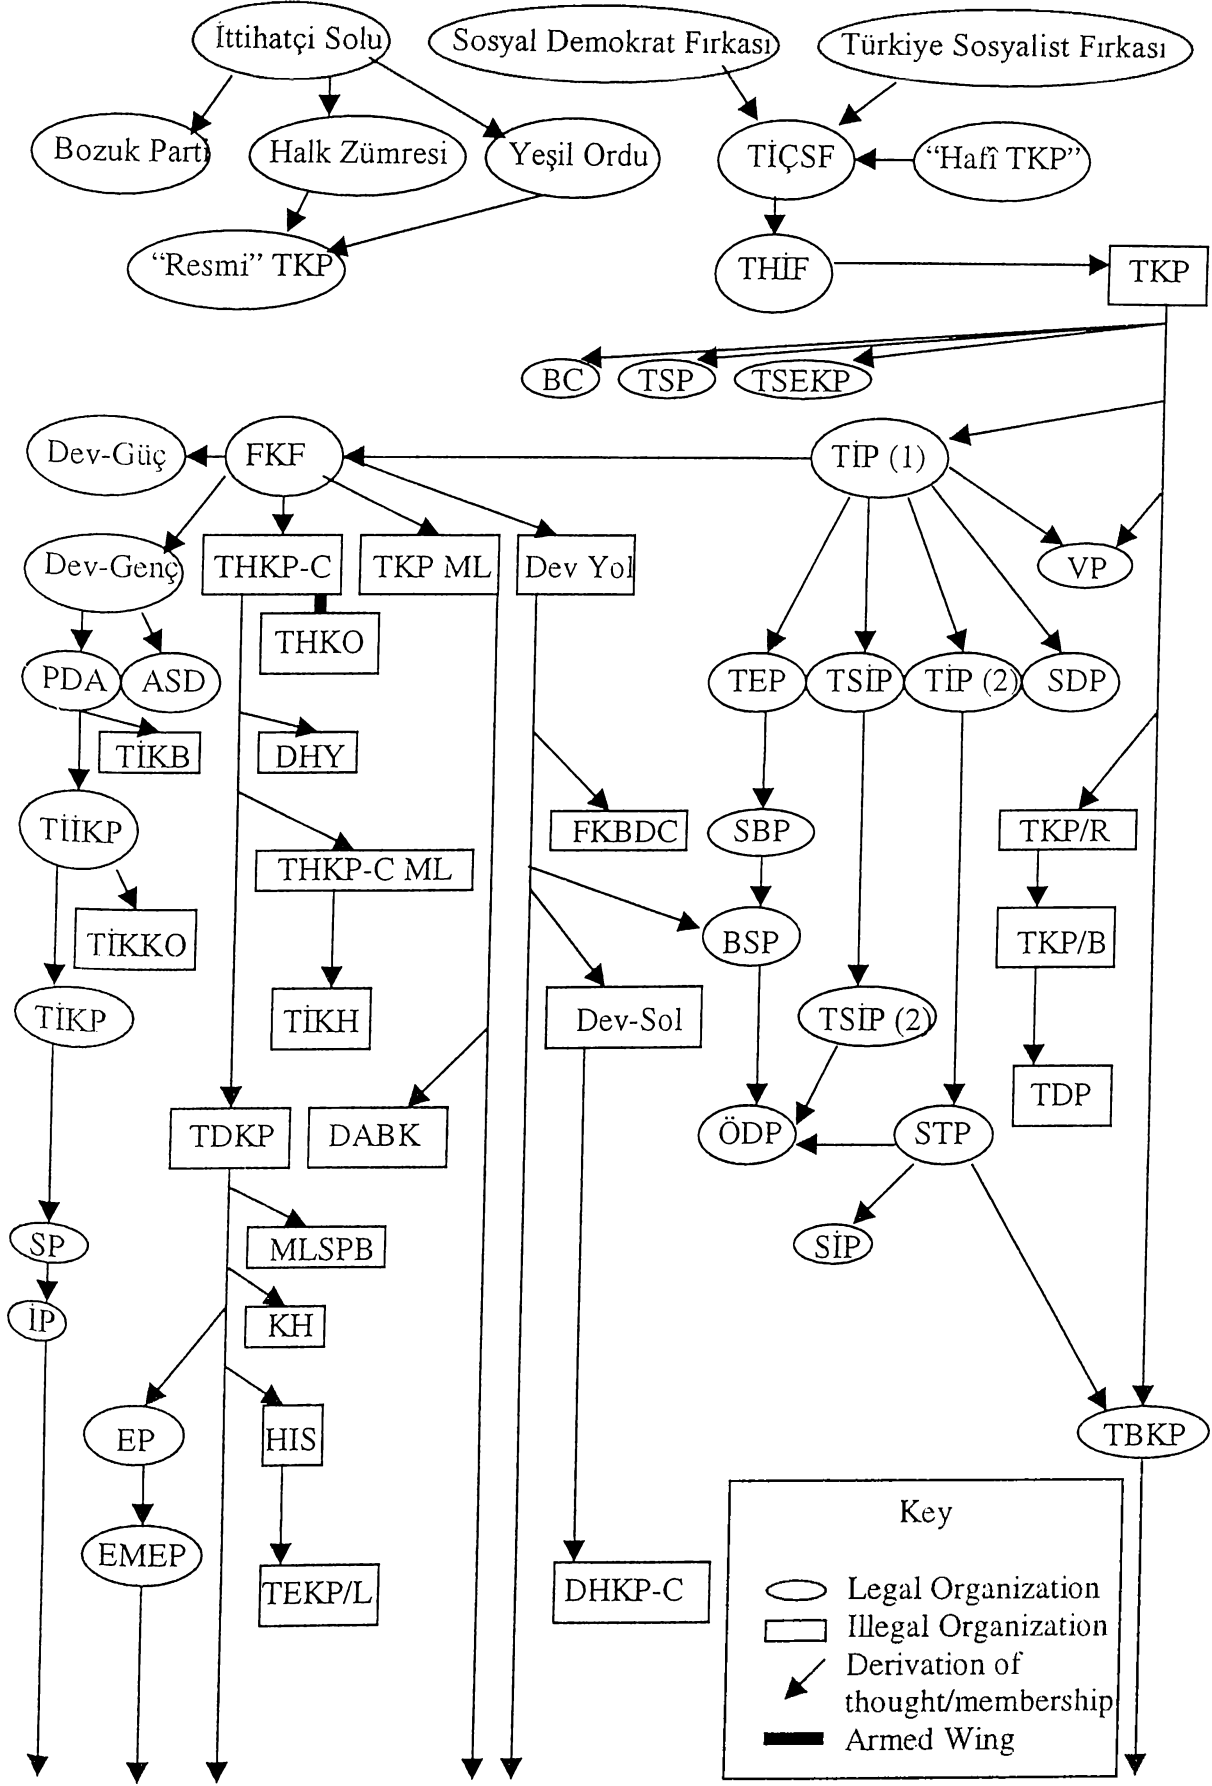 İttihatçi Solu
Sosyal Demokrat Fırkası
Türkiye Sosyalist Fırkası
Bozuk Parti
Halk Zümresi
Yeşil Ordu
TİÇSF
“Hafî TKP”
“Resmi” TKP
THİF
TKP
BC
TSP
TSEKP
Dev-Güç
FKF
TİP (1)
Dev-Genç
THKP-C
TKP ML
Dev Yol
VP
THKO
PDA
ASD
TEP
TSİP
TİP (2)
SDP
TİKB
DHY
TİİKP
FKBDC
SBP
TKP/R
THKP-C ML
TİKKO
BSP
TKP/B
TİKP
TİKH
Dev-Sol
TSİP (2)
TDP
TDKP
DABK
ÖDP
STP
SP
MLSPB
SİP
İP
KH
EP
HIS
TBKP
EMEP
TEKP/L
DHKP-C
Key
Legal Organization
Illegal Organization
Derivation of
thought/membership
Armed Wing